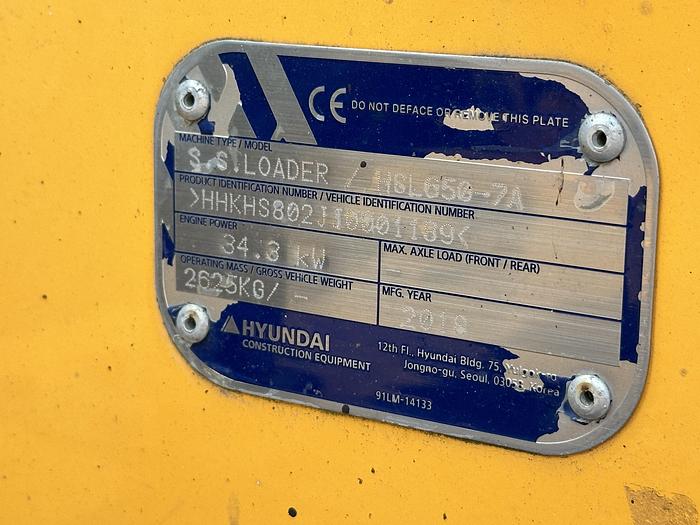 CE DO NOT DEFACE OR REMOVE THIS PLATE
MACHINE TYPE / MODEL
S.S.LOADER / HSL650-7A
PRODUCT IDENTIFICATION NUMBER / VEHICLE IDENTIFICATION NUMBER
ENGINE POWER
34.3 kW
MAX. AXLE LOAD (FRONT / REAR)
-
OPERATING MASS / GROSS VEHICLE WEIGHT
2625KG/ -
MFG. YEAR
HYUNDAI
CONSTRUCTION EQUIPMENT
12th Fl., Hyundai Bldg. 75, Yulgok-ro,
Jongno-gu, Seoul, 03058, Korea
91LM-14133